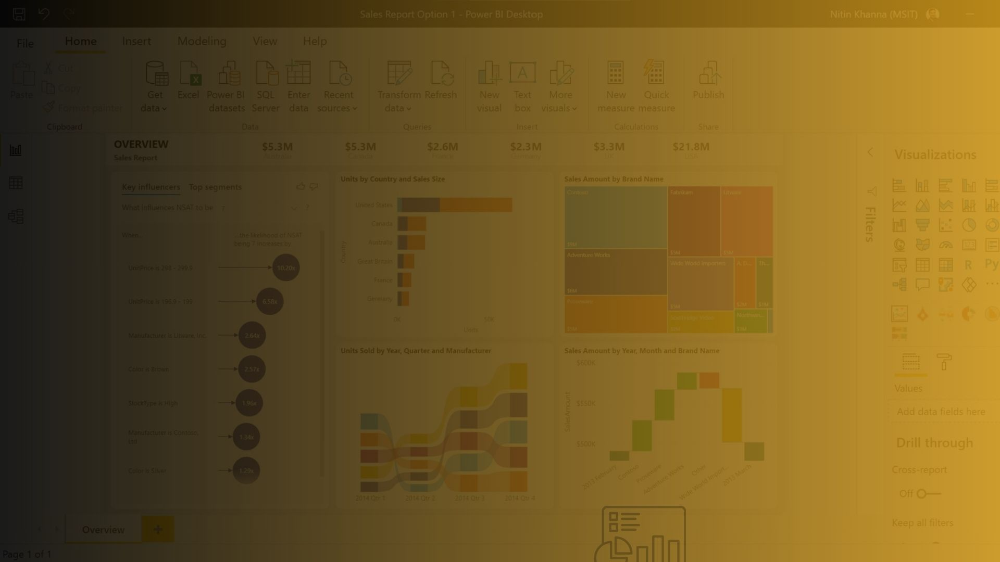 Sales Report Option 1 - Power BI Desktop
Nitin Khanna (MSIT)
File
Home
Insert
Modeling
View
Help
Paste
Cut
Copy
Format painter
Clipboard
Get data
Excel
Power BI datasets
SQL Server
Enter data
Recent sources
Data
Transform data
Refresh
Queries
New visual
Text box
More visuals
Insert
New measure
Quick measure
Calculations
Publish
Share
OVERVIEW
Sales Report
$5.3M
Australia
$5.3M
Canada
$2.6M
France
$2.3M
Germany
$3.3M
UK
$21.8M
USA
Key influencers
Top segments
What influences NSAT to be 7
?
When...
...the likelihood of NSAT
being 7 increases by
UnitPrice is 298 - 299.9
10.20x
UnitPrice is 196.9 - 199
6.58x
Manufacturer is Litware, Inc.
2.64x
Color is Brown
2.57x
StockType is High
1.96x
Manufacturer is Contoso,
Ltd
1.34x
Color is Silver
1.29x
Units by Country and Sales Size
Country
United States
Canada
Australia
Great Britain
France
Germany
0K
50K
Units
Sales Amount by Brand Name
Contoso
$9M
Adventure Works
$6M
Proseware
$5M
Fabrikam
$5M
Litware
$5M
Wide World Importers
$5M
Southridge Video
$2M
A. D...
$2M
Th...
$1M
Northwin...
$1M
Units Sold by Year, Quarter and Manufacturer
2014 Qtr 1
2014 Qtr 2
2014 Qtr 3
2014 Qtr 4
Sales Amount by Year, Month and Brand Name
SalesAmount
$600K
$550K
$500K
2013 February
Contoso
Proseware
Adventure Works
Other
Wide World Import...
2013 March
Filters
Visualizations
123
R
Py
Values
Add data fields here
Drill through
Cross-report
Off
Keep all filters
Overview
Page 1 of 1